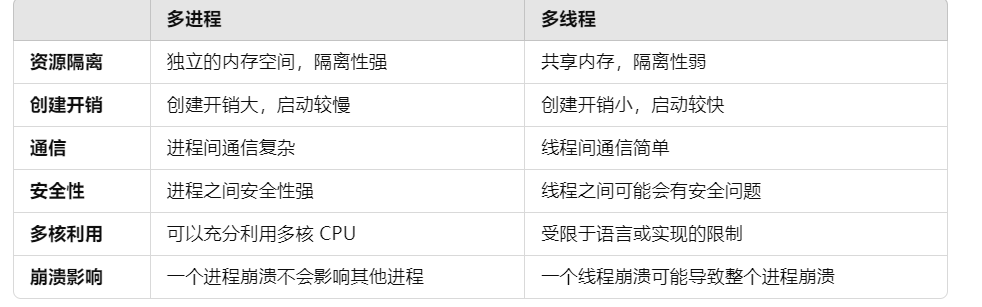 多进程 多线程
资源隔离 独立的内存空间，隔离性强 共享内存，隔离性弱
创建开销 创建开销大，启动较慢 创建开销小，启动较快
通信 进程间通信复杂 线程间通信简单
安全性 进程之间安全性强 线程之间可能会有安全问题
多核利用 可以充分利用多核 CPU 受限于语言或实现的限制
崩溃影响 一个进程崩溃不会影响其他进程 一个线程崩溃可能导致整个进程崩溃